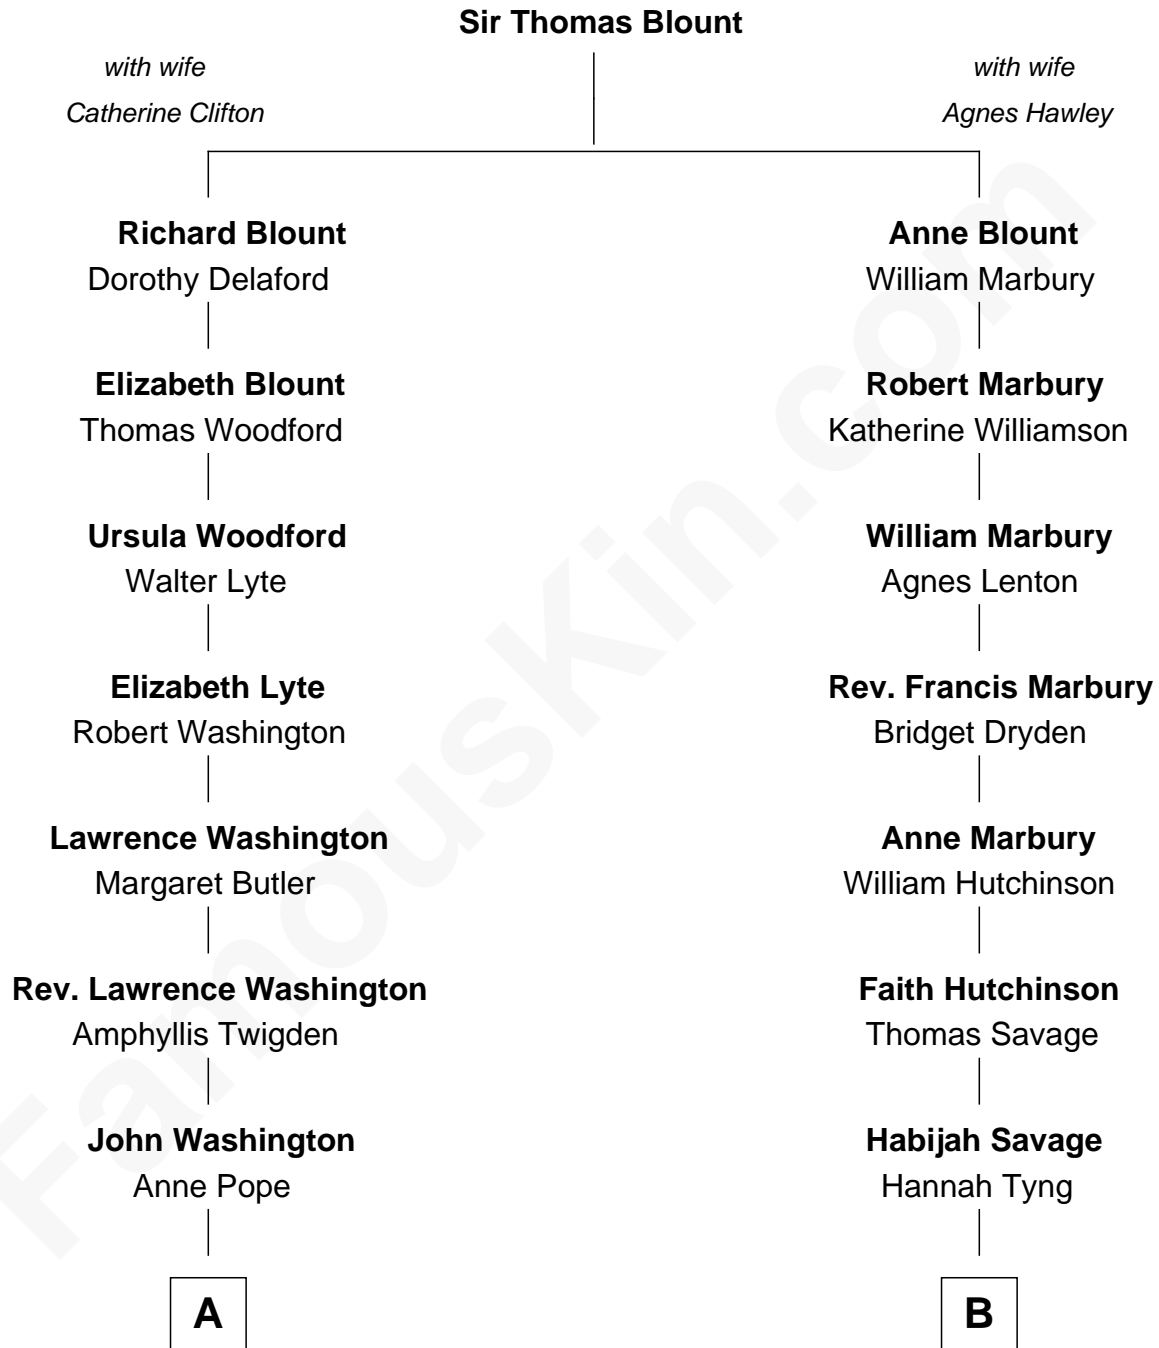 Sir Thomas Blount
with wife
Catherine Clifton
with wife
Agnes Hawley
Richard Blount
Dorothy Delaford
Anne Blount
William Marbury
Elizabeth Blount
Thomas Woodford
Robert Marbury
Katherine Williamson
Ursula Woodford
Walter Lyte
William Marbury
Agnes Lenton
Elizabeth Lyte
Robert Washington
Rev. Francis Marbury
Bridget Dryden
Lawrence Washington
Margaret Butler
Anne Marbury
William Hutchinson
Rev. Lawrence Washington
Amphyllis Twigden
Faith Hutchinson
Thomas Savage
John Washington
Anne Pope
Habijah Savage
Hannah Tyng
A
B
FamousKin.com